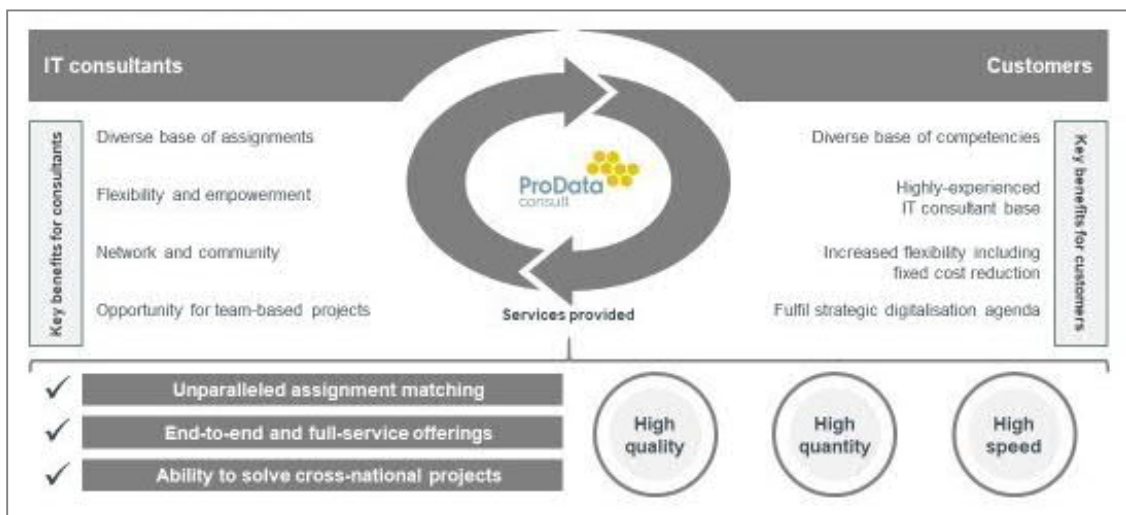 IT consultants
Customers
Key benefits for consultants
Diverse base of assignments
Flexibility and empowerment
Network and community
Opportunity for team-based projects
ProData
consult
Services provided
Diverse base of competencies
Highly-experienced
IT consultant base
Increased flexibility including
fixed cost reduction
Fulfil strategic digitalisation agenda
Key benefits for customers
Unparalleled assignment matching
End-to-end and full-service offerings
Ability to solve cross-national projects
High
quality
High
quantity
High
speed